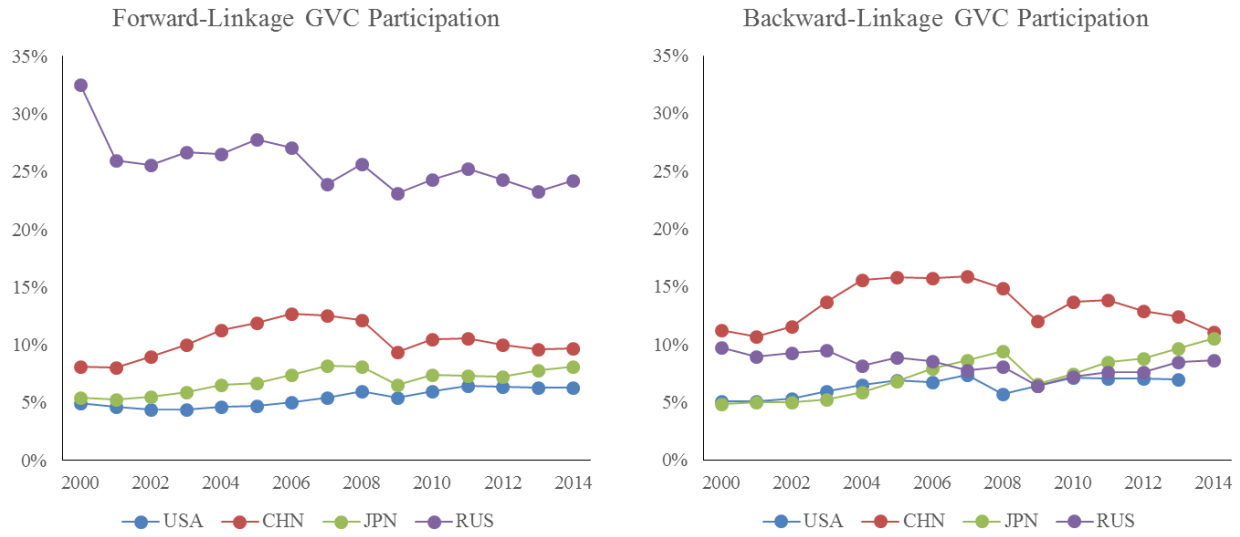 Forward-Linkage GVC Participation
35%
30%
25%
20%
15%
10%
5%
0%
2000 2002 2004 2006 2008 2010 2012 2014
USA CHN JPN RUS
Backward-Linkage GVC Participation
35%
30%
25%
20%
15%
10%
5%
0%
2000 2002 2004 2006 2008 2010 2012 2014
USA CHN JPN RUS